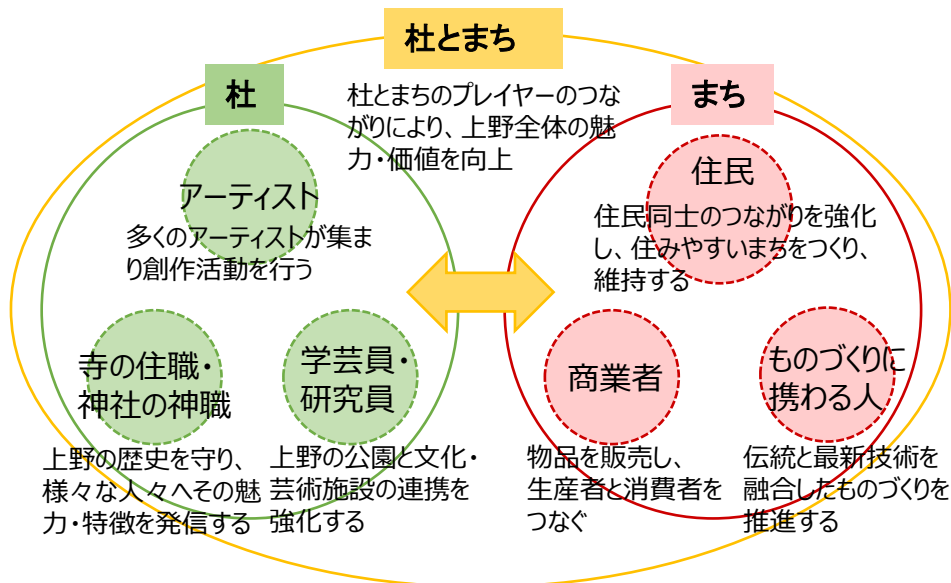 杜とまち
杜
まち
杜とまちのプレイヤーのつな
がりにより、上野全体の魅
力・価値を向上
アーティスト
多くのアーティストが集ま
り創作活動を行う
寺の住職・
神社の神職
上野の歴史を守り、
様々な人々へその魅
力・特徴を発信する
学芸員・
研究員
上野の公園と文化・
芸術施設の連携を
強化する
住民
住民同士のつながりを強化
し、住みやすいまちをつくり、
維持する
商業者
物品を販売し、
生産者と消費者を
つなぐ
ものづくりに
携わる人
伝統と最新技術を
融合したものづくりを
推進する